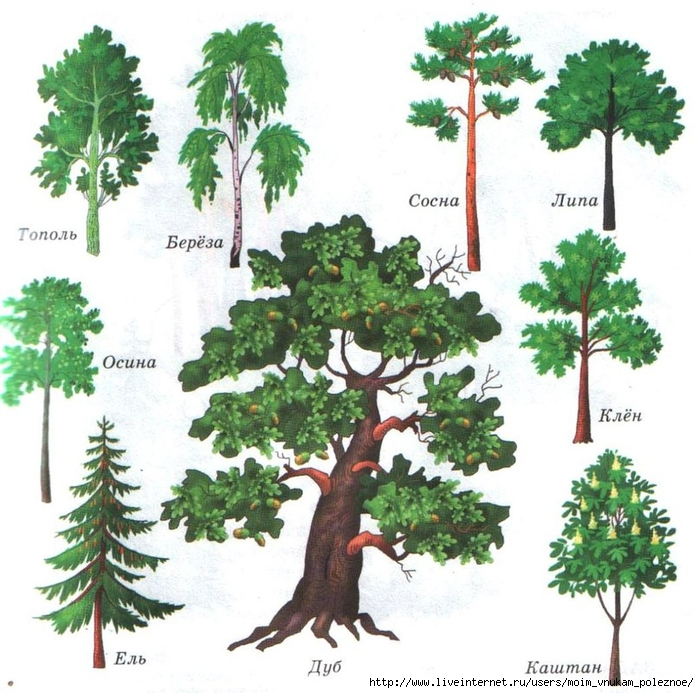 Сосна
Липа
Тополь
Берёза
Осина
Клён
Ель
Дуб
Каштан
http://www.liveinternet.ru/users/moim_vnukam_poleznoe/